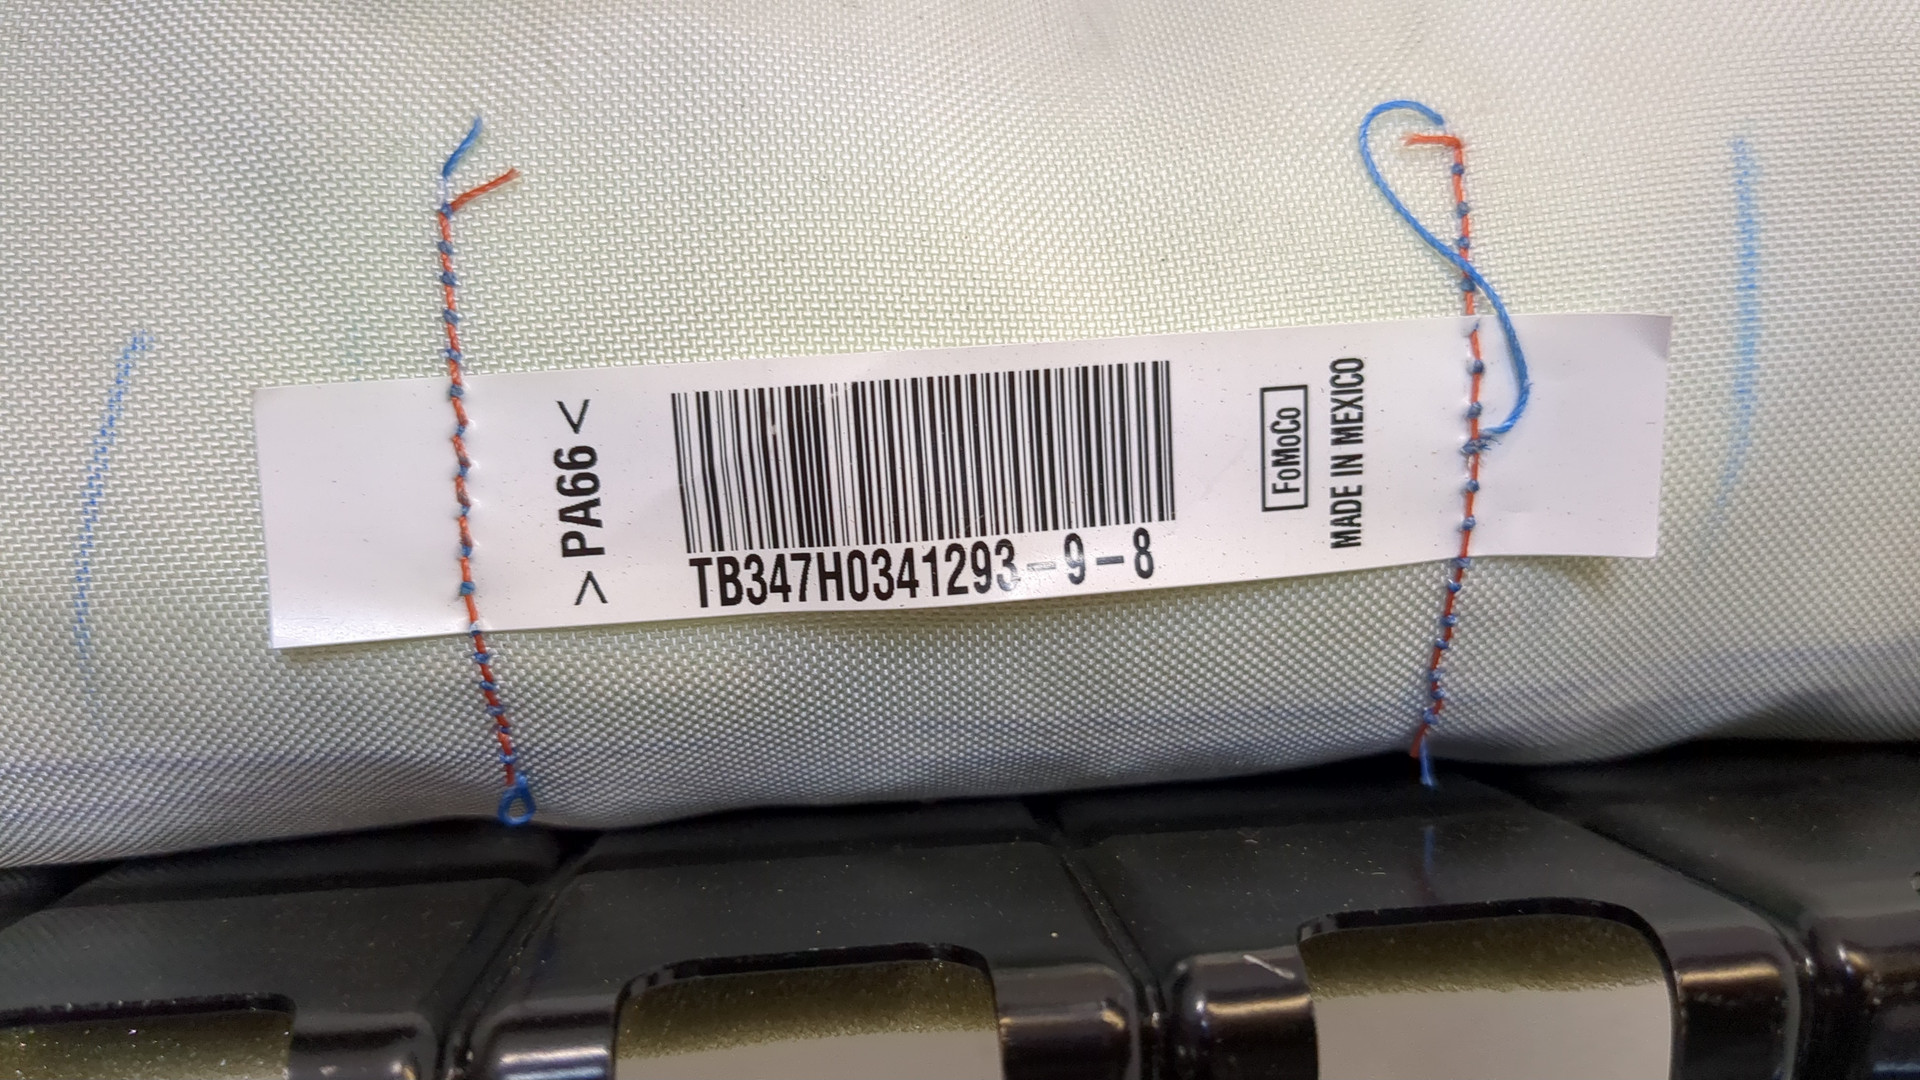 >PA66<
TB347H0341293-9-8
FoMoCo
MADE IN MEXICO